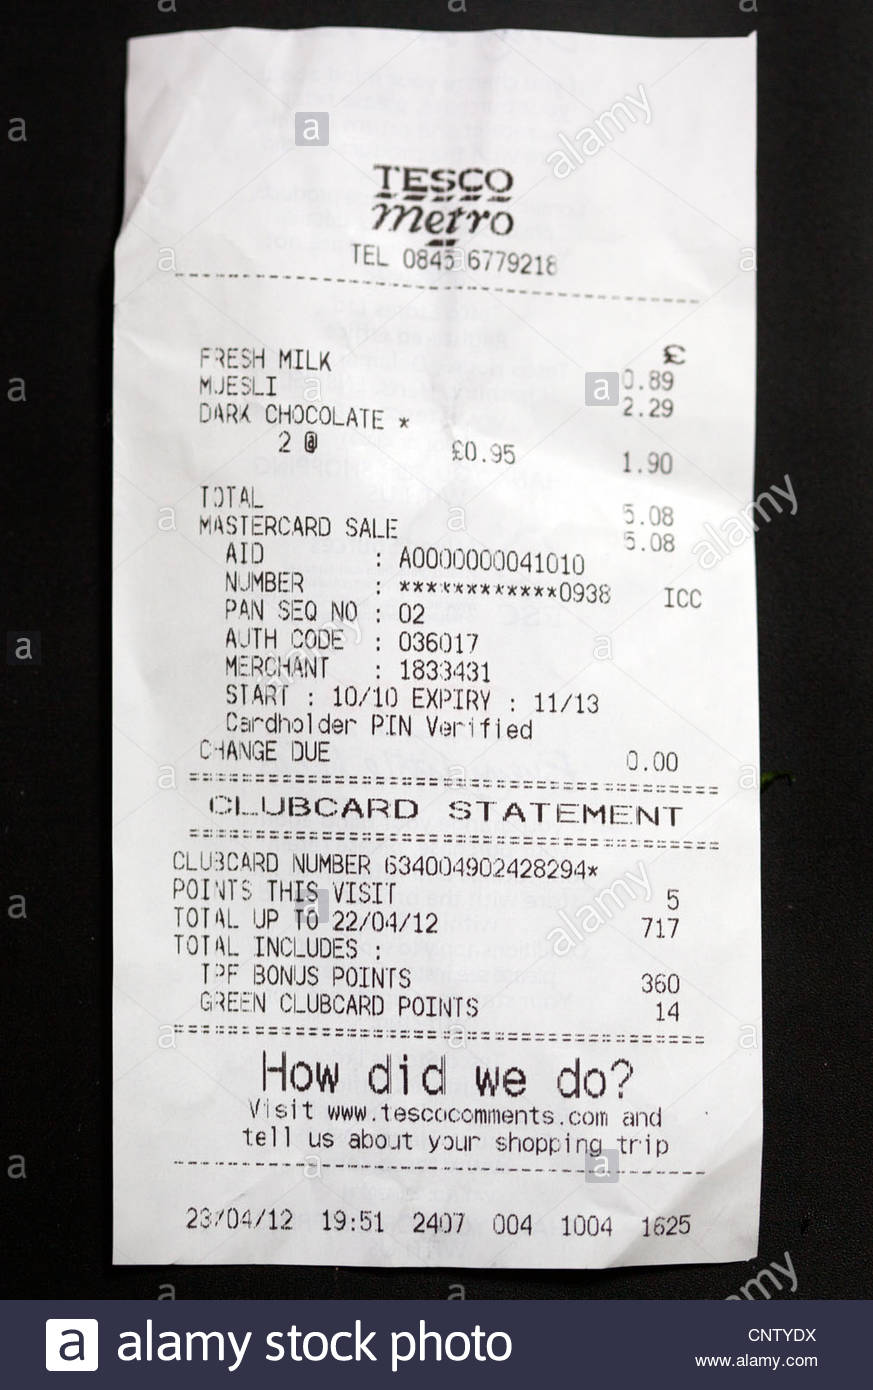 TESCO
metro
TEL 0845 6779218
£
FRESH MILK 0.89
MUESLI 2.29
DARK CHOCOLATE *
2 @ £0.95 1.90
TOTAL 5.08
MASTERCARD SALE 5.08
AID : A0000000041010
NUMBER : ************0938 ICC
PAN SEQ NO : 02
AUTH CODE : 036017
MERCHANT : 1833431
START : 10/10 EXPIRY : 11/13
Cardholder PIN Verified
CHANGE DUE 0.00
CLUBCARD STATEMENT
CLUBCARD NUMBER 634004902428294*
POINTS THIS VISIT 5
TOTAL UP TO 22/04/12 717
TOTAL INCLUDES :
TPF BONUS POINTS 360
GREEN CLUBCARD POINTS 14
How did we do?
Visit www.tescocomments.com and
tell us about your shopping trip
23/04/12 19:51 2407 004 1004 1625
a alamy stock photo
CNTYDX
www.alamy.com